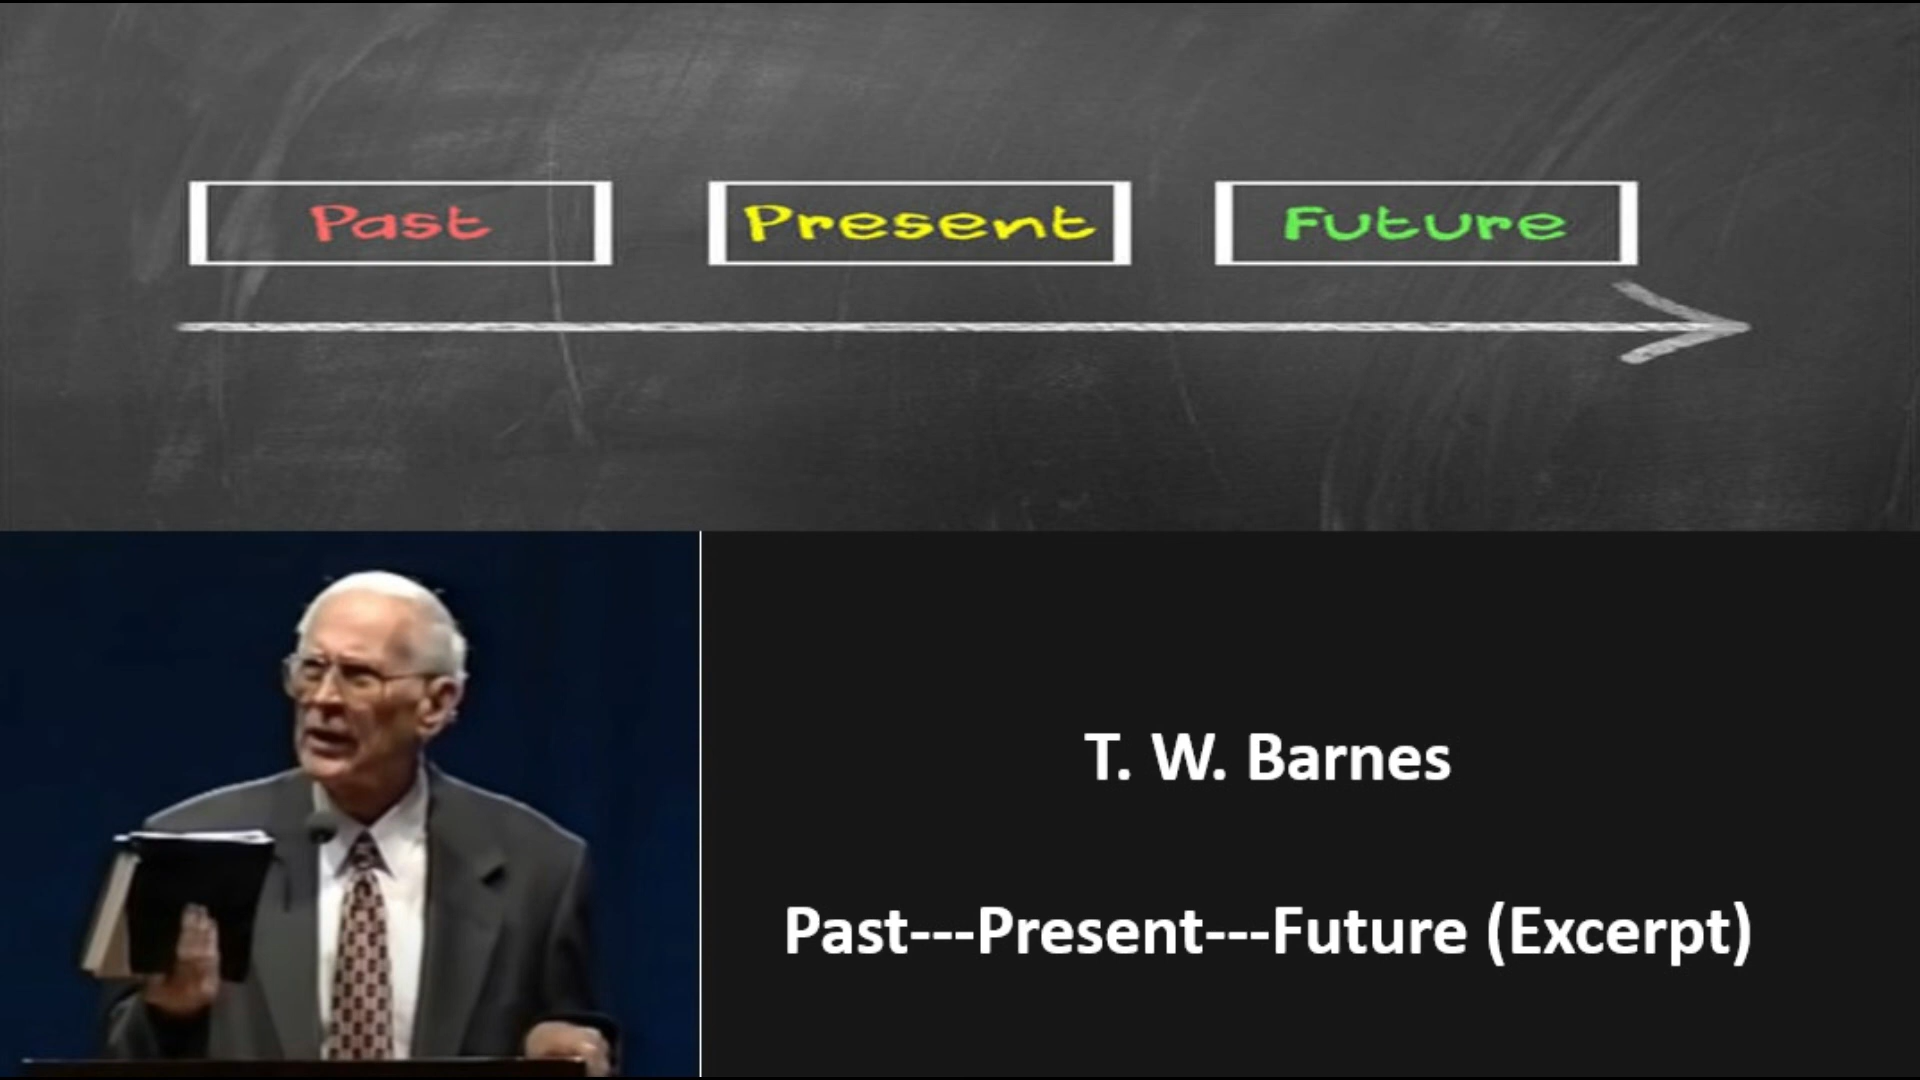 Past Present Future
T. W. Barnes
Past---Present---Future (Excerpt)